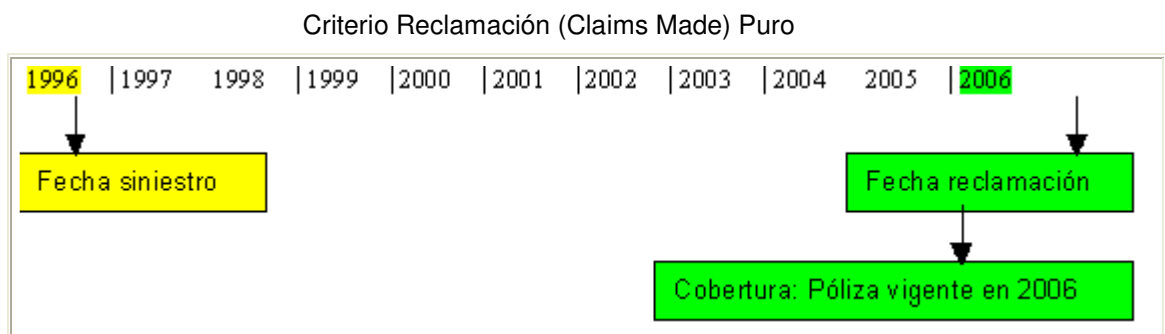 Criterio Reclamación (Claims Made) Puro
1996 |1997 1998 |1999 |2000 |2001 |2002 |2003 |2004 2005 |2006
Fecha siniestro Fecha reclamación
Cobertura: Póliza vigente en 2006